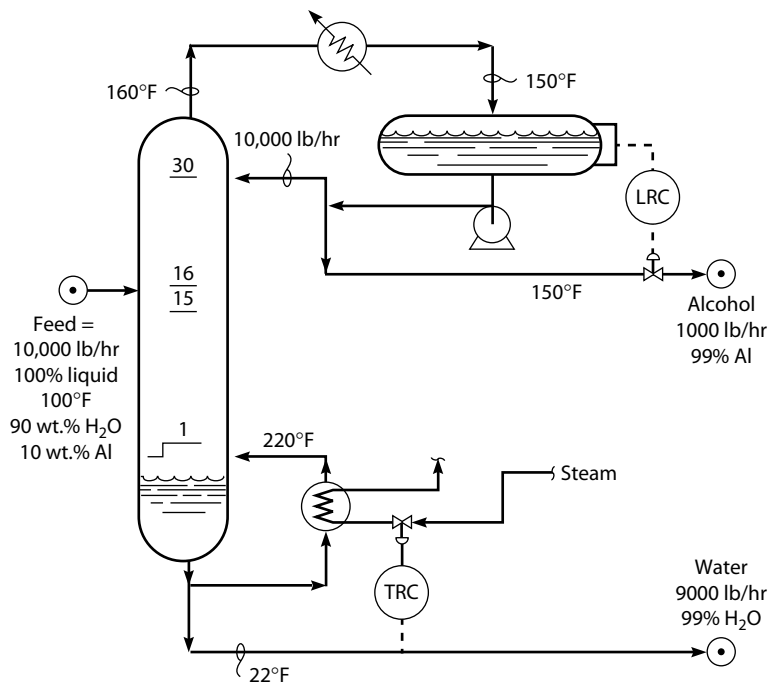 160°F
150°F
10,000 lb/hr
30
LRC
16
15
150°F
Feed =
10,000 lb/hr
100% liquid
100°F
90 wt.% H₂O
10 wt.% Al
Alcohol
1000 lb/hr
99% Al
1
220°F
Steam
TRC
Water
9000 lb/hr
99% H₂O
22°F